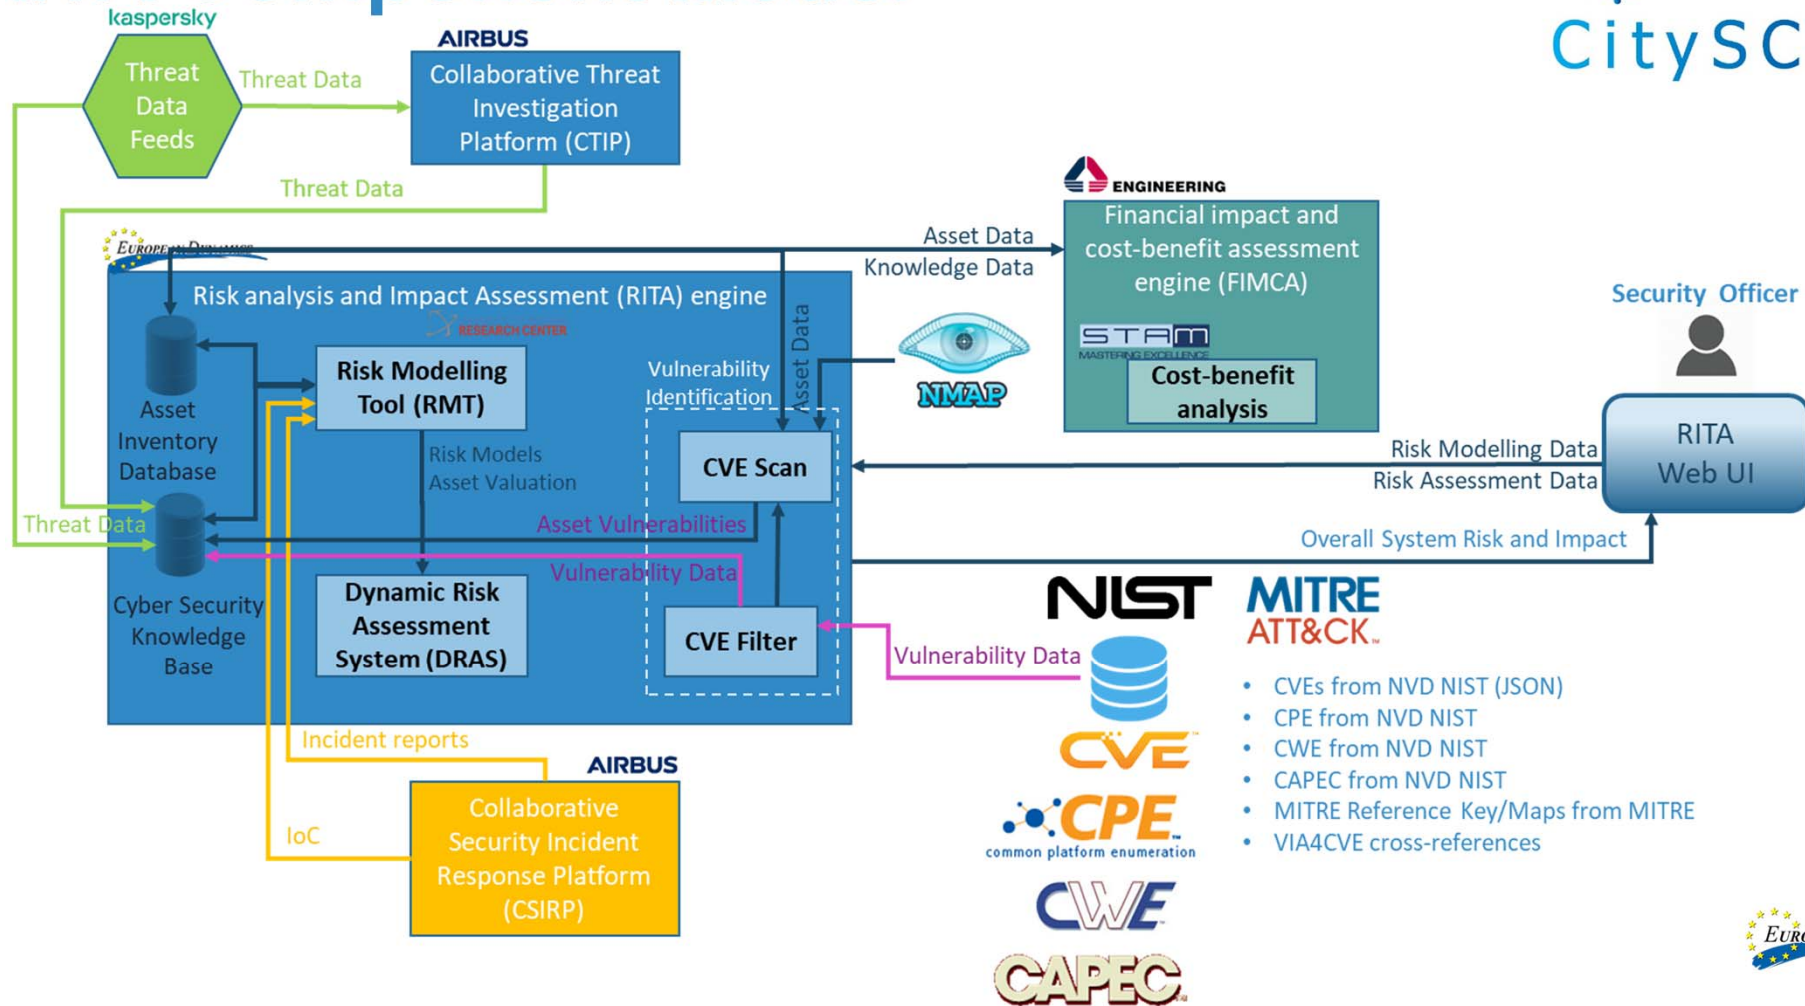 kaspersky
CitySC
AIRBUS
Threat
Data
Feeds
Threat Data
Collaborative Threat
Investigation
Platform (CTIP)
Threat Data
ENGINEERING
EUROPEAN DYNAMICS
Asset Data
Knowledge Data
Financial impact and
cost-benefit assessment
engine (FIMCA)
Risk analysis and Impact Assessment (RITA) engine
RESEARCH CENTER
Security Officer
STAM
MASTERING EXCELLENCE
NMAP
Asset Data
Vulnerability
Identification
Risk Modelling
Tool (RMT)
Cost-benefit
analysis
Asset
Inventory
Database
Risk Models
Asset Valuation
CVE Scan
Risk Modelling Data
Risk Assessment Data
RITA
Web UI
Threat Data
Asset Vulnerabilities
Overall System Risk and Impact
Vulnerability Data
Cyber Security
Knowledge
Base
Dynamic Risk
Assessment
System (DRAS)
CVE Filter
Vulnerability Data
NIST
MITRE
ATT&CK™
• CVEs from NVD NIST (JSON)
• CPE from NVD NIST
• CWE from NVD NIST
• CAPEC from NVD NIST
• MITRE Reference Key/Maps from MITRE
• VIA4CVE cross-references
CVE
CPE
common platform enumeration
CWE
CAPEC
Incident reports
AIRBUS
IoC
Collaborative
Security Incident
Response Platform
(CSIRP)
EURO